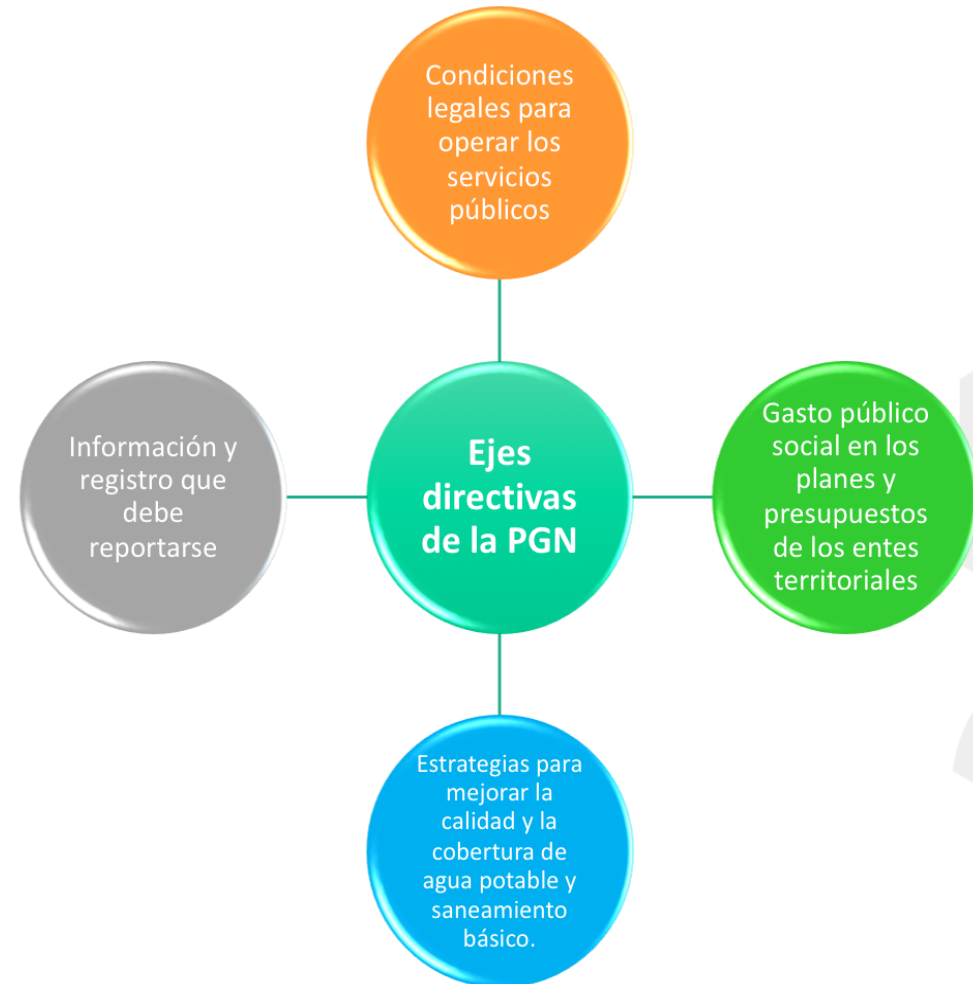 Condiciones
legales para
operar los
servicios
públicos
Información y
registro que
debe
reportarse
Ejes
directivas
de la PGN
Gasto público
social en los
planes y
presupuestos
de los entes
territoriales
Estrategias para
mejorar la
calidad y la
cobertura de
agua potable y
saneamiento
básico.